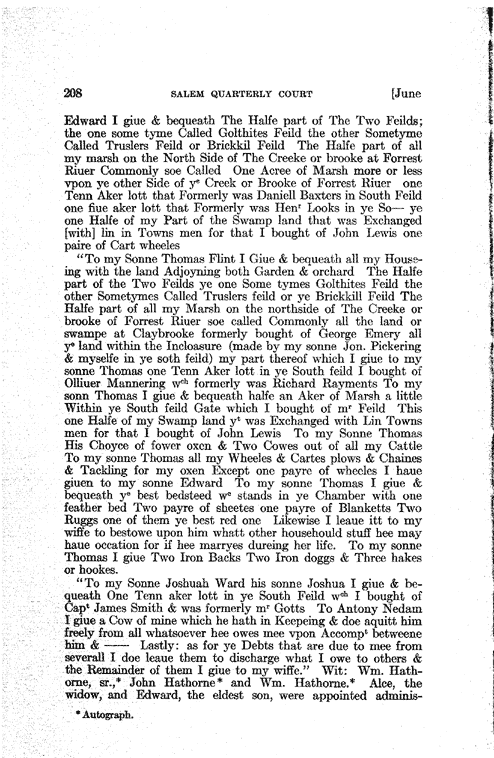 208 SALEM QUARTERLY COURT [June
Edward I giue & bequeath The Halfe part of The Two Feilds;
the one some tyme Called Golthites Feild the other Sometyme
Called Truslers Feild or Brickkil Feild The Halfe part of all
my marsh on the North Side of The Creeke or brooke at Forrest
Riuer Commonly soe Called One Acree of Marsh more or less
vpon ye other Side of yᵉ Creek or Brooke of Forrest Riuer one
Tenn Aker lott that Formerly was Daniell Baxters in South Feild
one fiue aker lott that Formerly was Henʳ Looks in ye So— ye
one Halfe of my Part of the Swamp land that was Exchanged
[with] lin in Towns men for that I bought of John Lewis one
paire of Cart wheeles
"To my Sonne Thomas Flint I Giue & bequeath all my House-
ing with the land Adjoyning both Garden & orchard The Halfe
part of the Two Feilds ye one Some tymes Goltites Feild the
other Sometymes Called Truslers feild or ye Brickkill Feild The
Halfe part of all my Marsh on the northside of The Creeke or
brooke of Forrest Riuer soe called Commonly all the land or
swampe at Claybrooke formerly bought of George Emery all
yᵉ land within the Incloasure (made by my sonne Jon. Pickering
& myselfe in ye soth feild) my part thereof which I giue to my
sonne Thomas one Tenn Aker lott in ye South feild I bought of
Olliuer Mannering wᶜʰ formerly was Richard Rayments To my
sonn Thomas I giue & bequeath halfe an Aker of Marsh a little
Within ye South feild Gate which I bought of mʳ Feild This
one Halfe of my Swamp land yᵗ was Exchanged with Lin Towns
men for that I bought of John Lewis To my Sonne Thomas
His Choyce of fower oxen & Two Cowes out of all my Cattle
To my sonne Thomas all my Wheeles & Cartes plows & Chaines
& Tackling for my oxen Except one payre of wheeles I haue
giuen to my sonne Edward To my sonne Thomas I giue &
bequeath yᵉ best bedsteed wᵉ stands in ye Chamber with one
feather bed Two payre of sheetes one payre of Blanketts Two
Ruggs one of them ye best red one Likewise I leaue itt to my
wiffe to bestowe upon him whatt other househould stuff hee may
haue occation for if hee marryes dureing her life. To my sonne
Thomas I giue Two Iron Backs Two Iron doggs & Three hakes
or hookes.
"To my Sonne Joshuah Ward his sonne Joshua I giue & be-
queath One Tenn aker lott in ye South Feild wᶜʰ I bought of
Capᵗ James Smith & was formerly mʳ Gotts To Antony Nedam
I giue a Cow of mine which he hath in Keepeing & doe aquitt him
freely from all whatsoever hee owes mee vpon Accompᵗ betweene
him & —— Lastly: as for ye Debts that are due to mee from
severall I doe leaue them to discharge what I owe to others &
the Remainder of them I giue to my wiffe." Wit: Wm. Hath-
orne, sr.,* John Hathorne* and Wm. Hathorne.* Alce, the
widow, and Edward, the eldest son, were appointed adminis-
* Autograph.